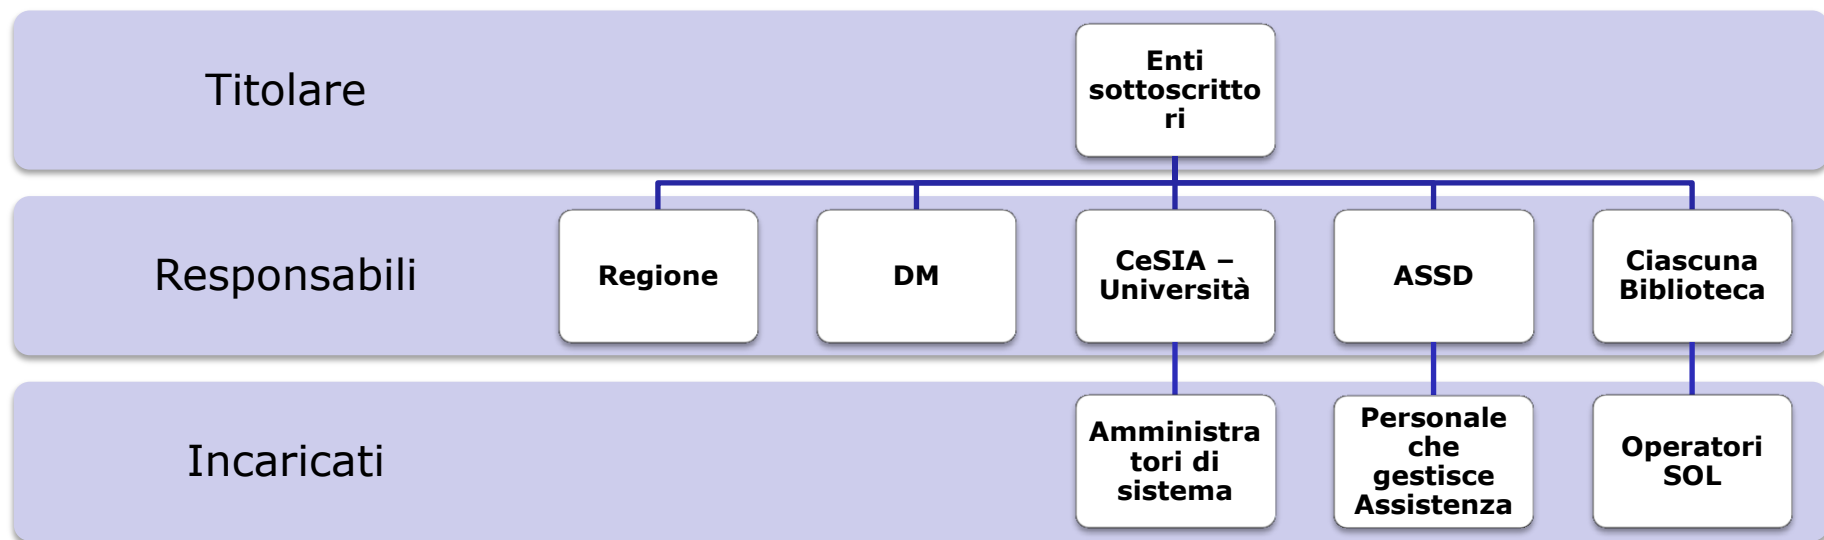 Titolare
Enti
sottoscritto
ri
Responsabili
Regione
DM
CeSIA –
Università
ASSD
Ciascuna
Biblioteca
Incaricati
Amministra
tori di
sistema
Personale
che
gestisce
Assistenza
Operatori
SOL